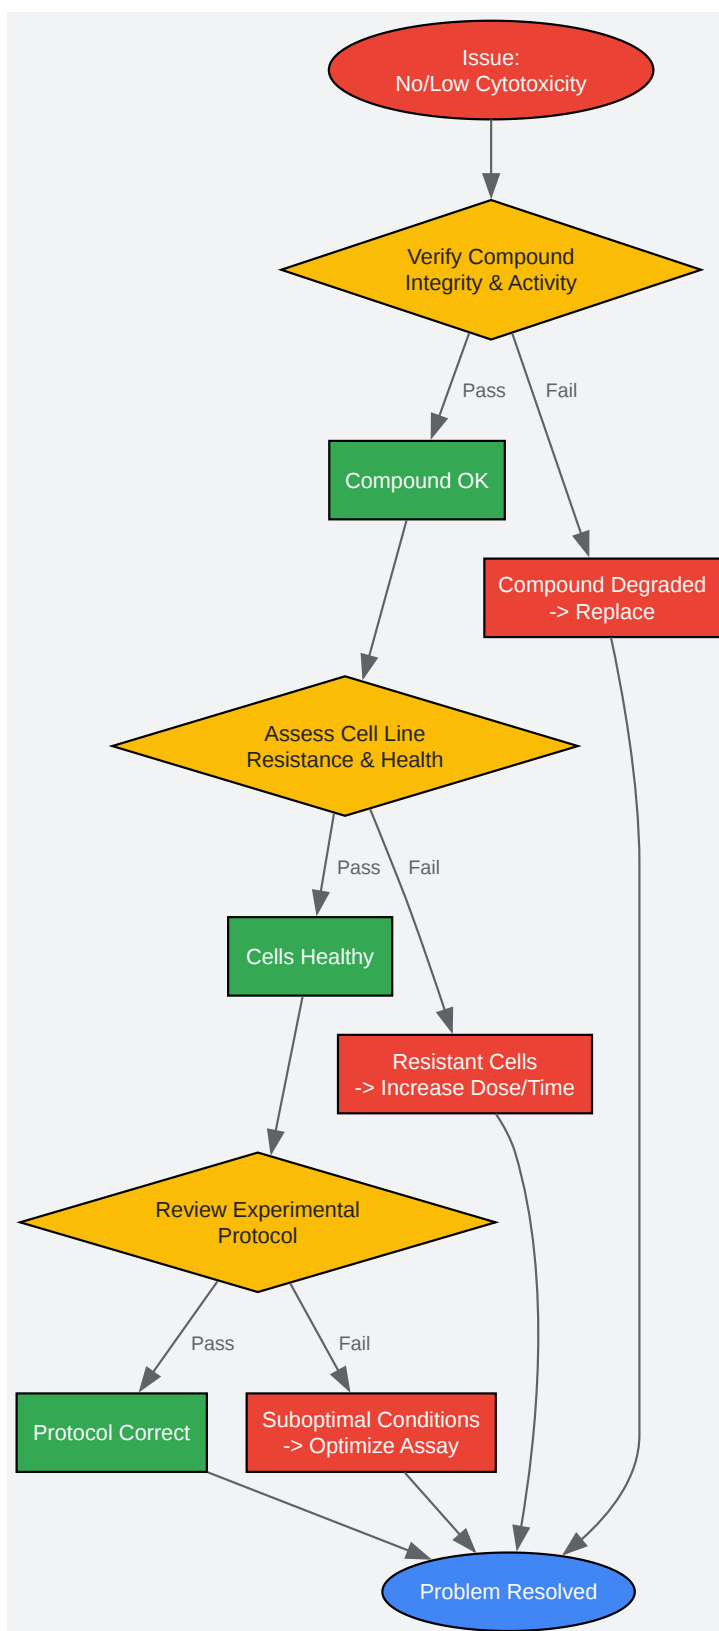 Issue:
No/Low Cytotoxicity
Verify Compound
Integrity & Activity
Pass
Fail
Compound OK
Compound Degraded
-> Replace
Assess Cell Line
Resistance & Health
Pass
Fail
Cells Healthy
Resistant Cells
-> Increase Dose/Time
Review Experimental
Protocol
Pass
Fail
Protocol Correct
Suboptimal Conditions
-> Optimize Assay
Problem Resolved